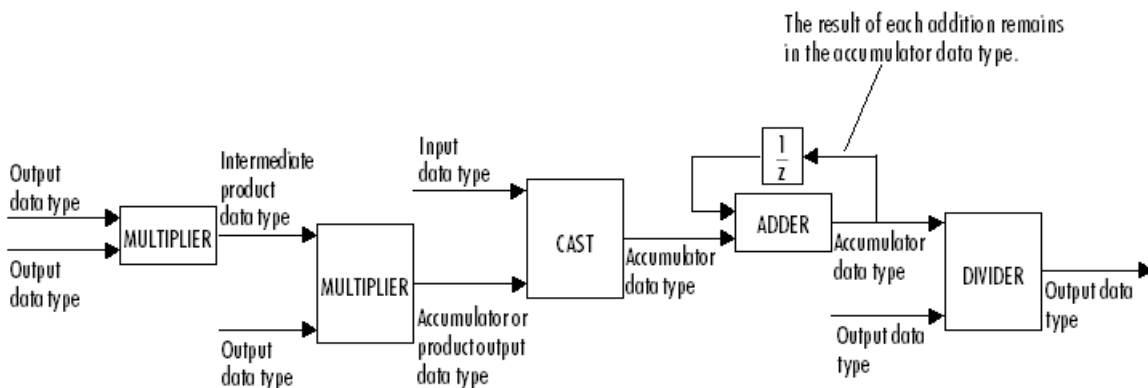 The result of each addition remains
in the accumulator data type.
1
z
Output
data type
Intermediate
product
data type
Input
data type
MULTIPLIER
Output
data type
MULTIPLIER
Output
data type
Accumulator or
product output
data type
CAST
Accumulator
data type
ADDER
Accumulator
data type
Output data
type
DIVIDER
Output data
type